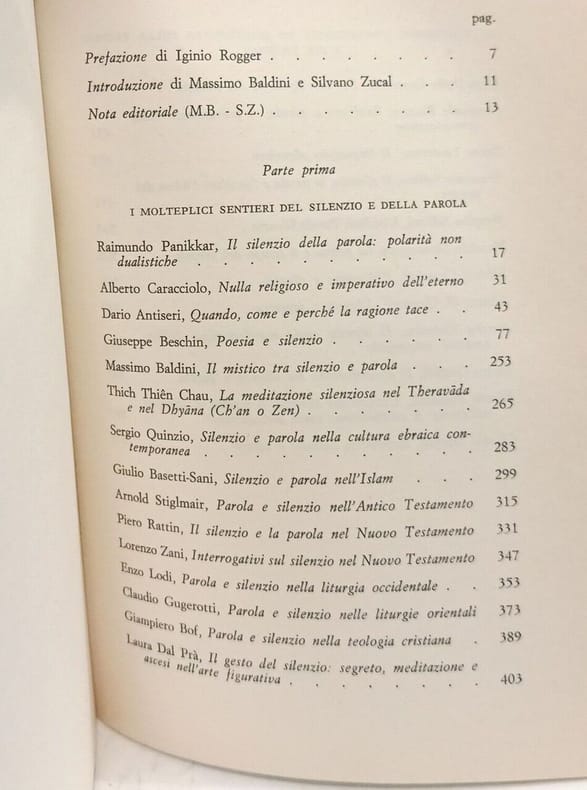 pag.
Prefazione di Iginio Rogger . . . . . . . 7
Introduzione di Massimo Baldini e Silvano Zucal . . . 11
Nota editoriale (M.B. - S.Z.) . . . . . . . . 13
Parte prima
I MOLTEPLICI SENTIERI DEL SILENZIO E DELLA PAROLA
Raimundo Panikkar, Il silenzio della parola: polarità non
dualistiche . . . . . . . . . . . 17
Alberto Caracciolo, Nulla religioso e imperativo dell'eterno 31
Dario Antiseri, Quando, come e perché la ragione tace . . 43
Giuseppe Beschin, Poesia e silenzio . . . . . . 77
Massimo Baldini, Il mistico tra silenzio e parola . . . 253
Thich Thiên Chau, La meditazione silenziosa nel Theravāda
e nel Dhyāna (Ch'an o Zen) . . . . . . . 265
Sergio Quinzio, Silenzio e parola nella cultura ebraica con-
temporanea . . . . . . . . . . . 283
Giulio Basetti-Sani, Silenzio e parola nell'Islam . . . 299
Arnold Stiglmair, Parola e silenzio nell'Antico Testamento 315
Piero Rattin, Il silenzio e la parola nel Nuovo Testamento 331
Lorenzo Zani, Interrogativi sul silenzio nel Nuovo Testamento 347
Enzo Lodi, Parola e silenzio nella liturgia occidentale . . 353
Claudio Gugerotti, Parola e silenzio nelle liturgie orientali 373
Giampiero Bof, Parola e silenzio nella teologia cristiana . 389
Laura Dal Prà, Il gesto del silenzio: segreto, meditazione e
ascesi nell'arte figurativa . . . . . . . 403